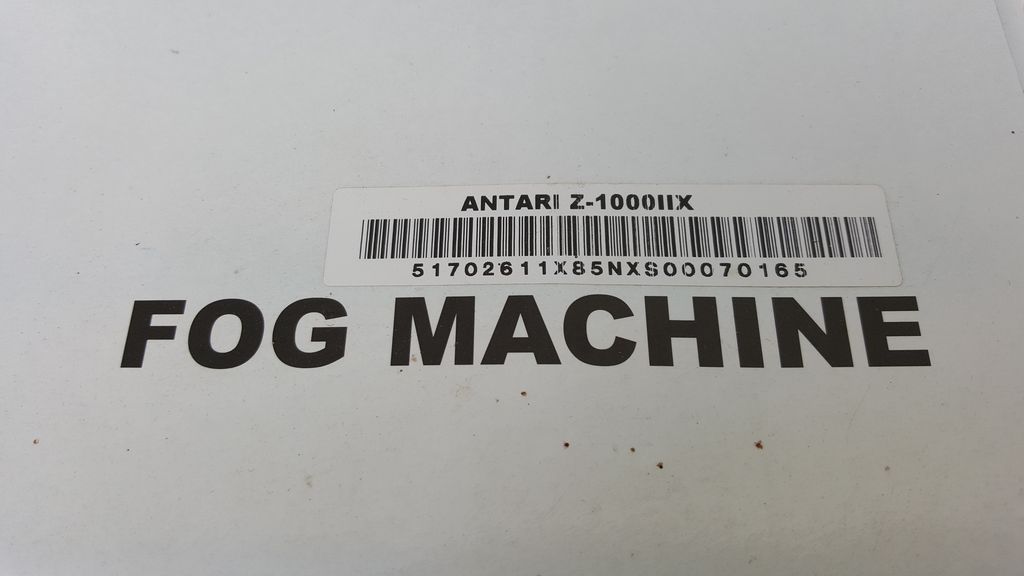 ANTARI Z-1000IIX
51702611X85NXS00070165
FOG MACHINE